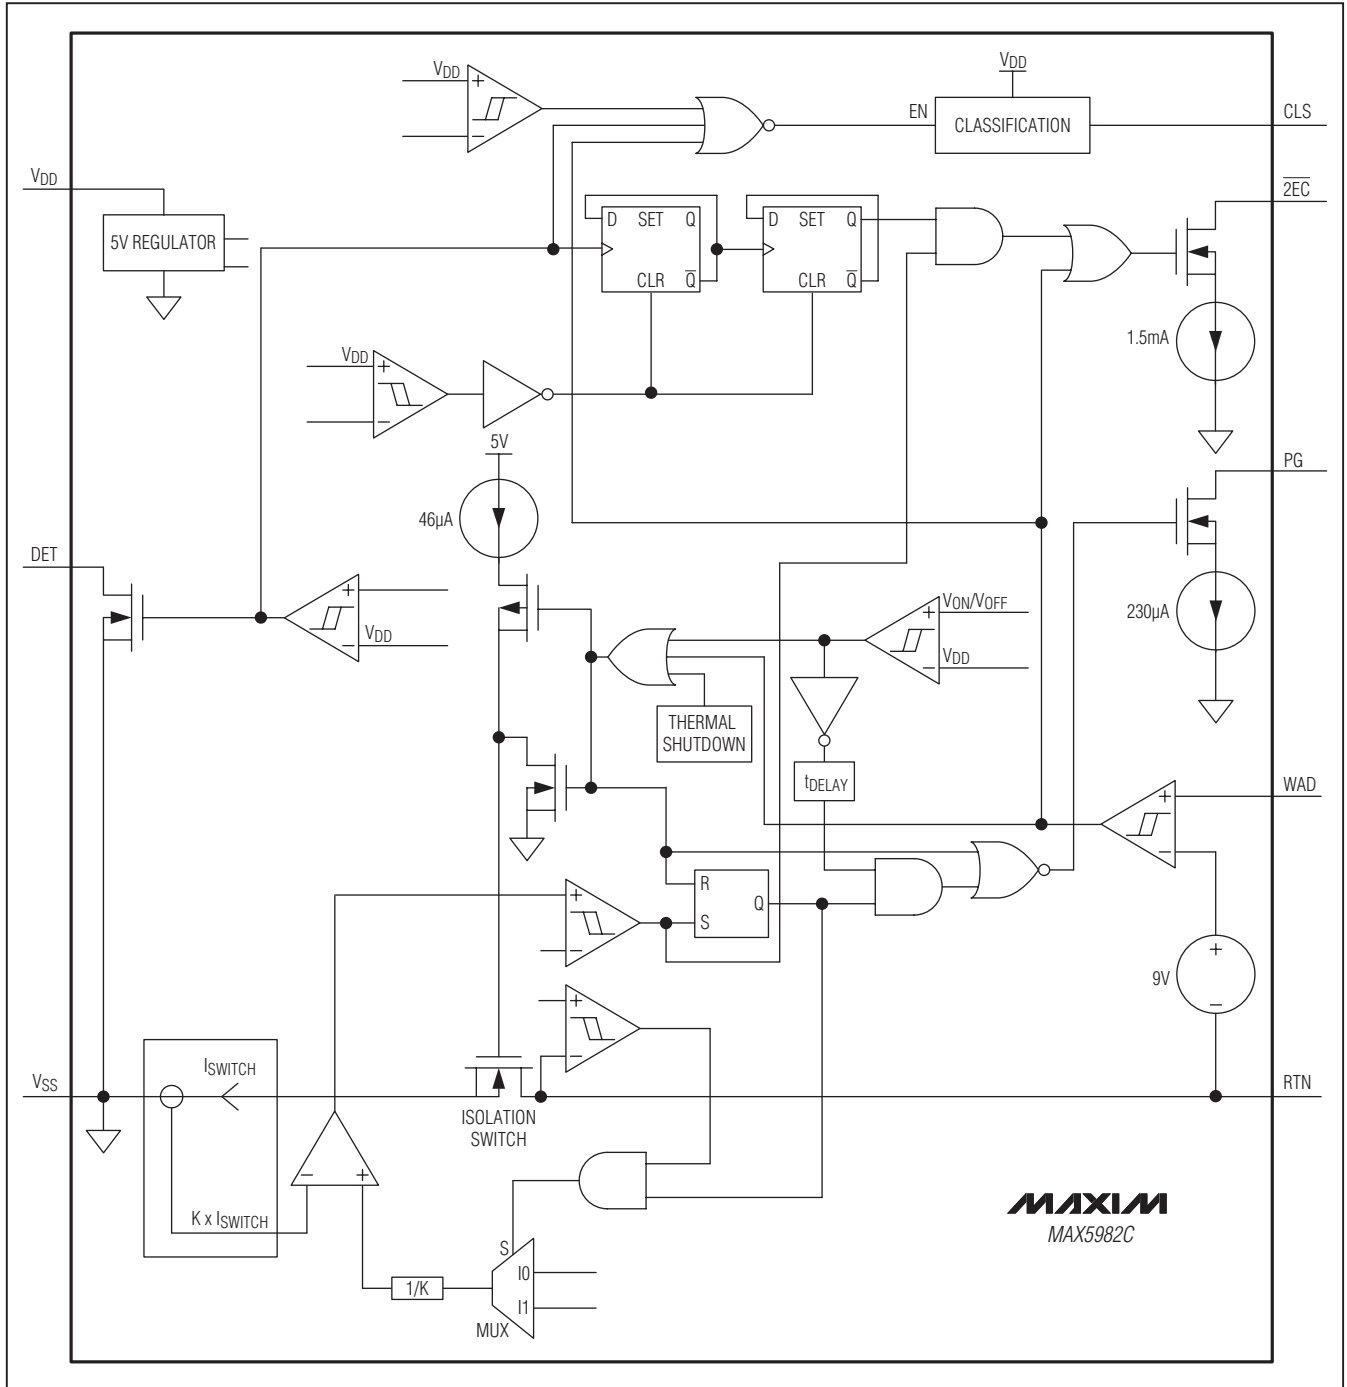 VDD
+
−
VDD
EN
CLASSIFICATION
CLS
VDD
5V REGULATOR
D SET Q
CLR Q̅
D SET Q
CLR Q̅
2̅E̅C̅
1.5mA
VDD
+
−
5V
46µA
PG
230µA
DET
+
−
VDD
VON/VOFF
+
−
VDD
THERMAL
SHUTDOWN
tDELAY
WAD
+
−
R
S
Q
+
−
9V
+
−
+
−
VSS
ISWITCH
ISOLATION
SWITCH
RTN
− +
K x ISWITCH
S
I0
I1
1/K
MUX
MAXIM
MAX5982C